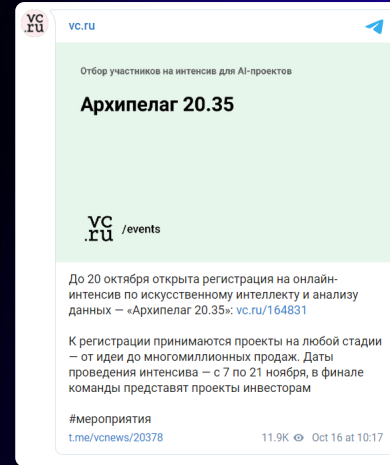 vc.ru
vc
.ru
Отбор участников на интенсив для AI-проектов
Архипелаг 20.35
vc
.ru /events
До 20 октября открыта регистрация на онлайн-
интенсив по искусственному интеллекту и анализу
данных — «Архипелаг 20.35»: vc.ru/164831
К регистрации принимаются проекты на любой стадии
— от идеи до многомиллионных продаж. Даты
проведения интенсива — с 7 по 21 ноября, в финале
команды представят проекты инвесторам
#мероприятия
t.me/vcnews/20378 11.9K Oct 16 at 10:17